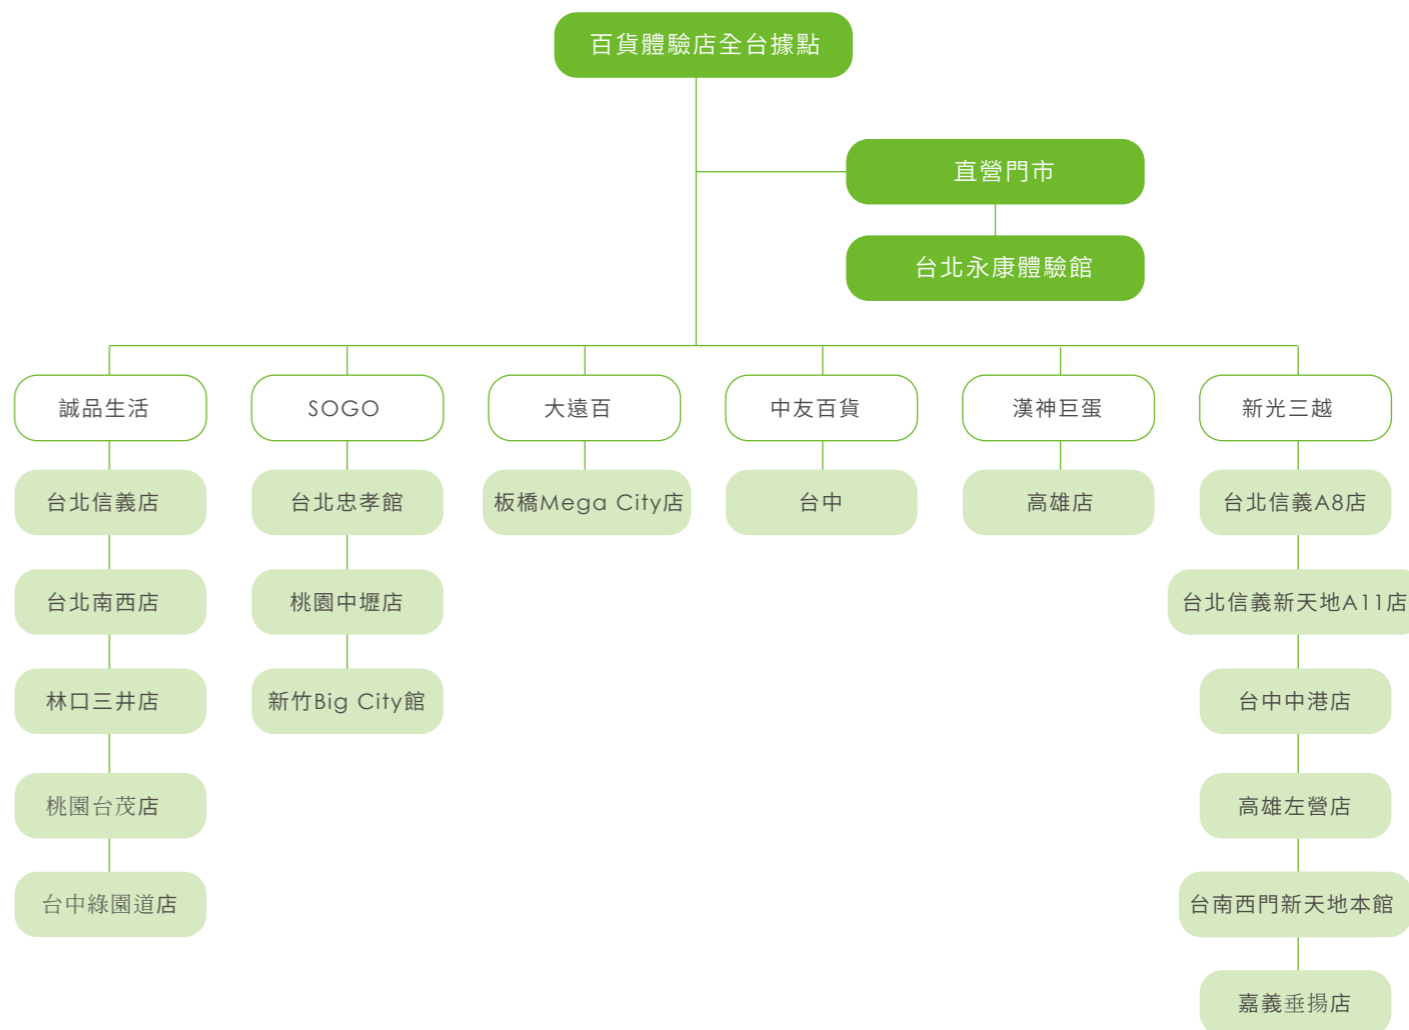 百貨體驗店全台據點
直營門市
台北永康體驗館
誠品生活
SOGO
大遠百
中友百貨
漢神巨蛋
新光三越
台北信義店
台北忠孝館
板橋Mega City店
台中
高雄店
台北信義A8店
台北南西店
桃園中壢店
台北信義新天地A11店
林口三井店
新竹Big City館
台中中港店
桃園台茂店
高雄左營店
台中綠園道店
台南西門新天地本館
嘉義垂揚店